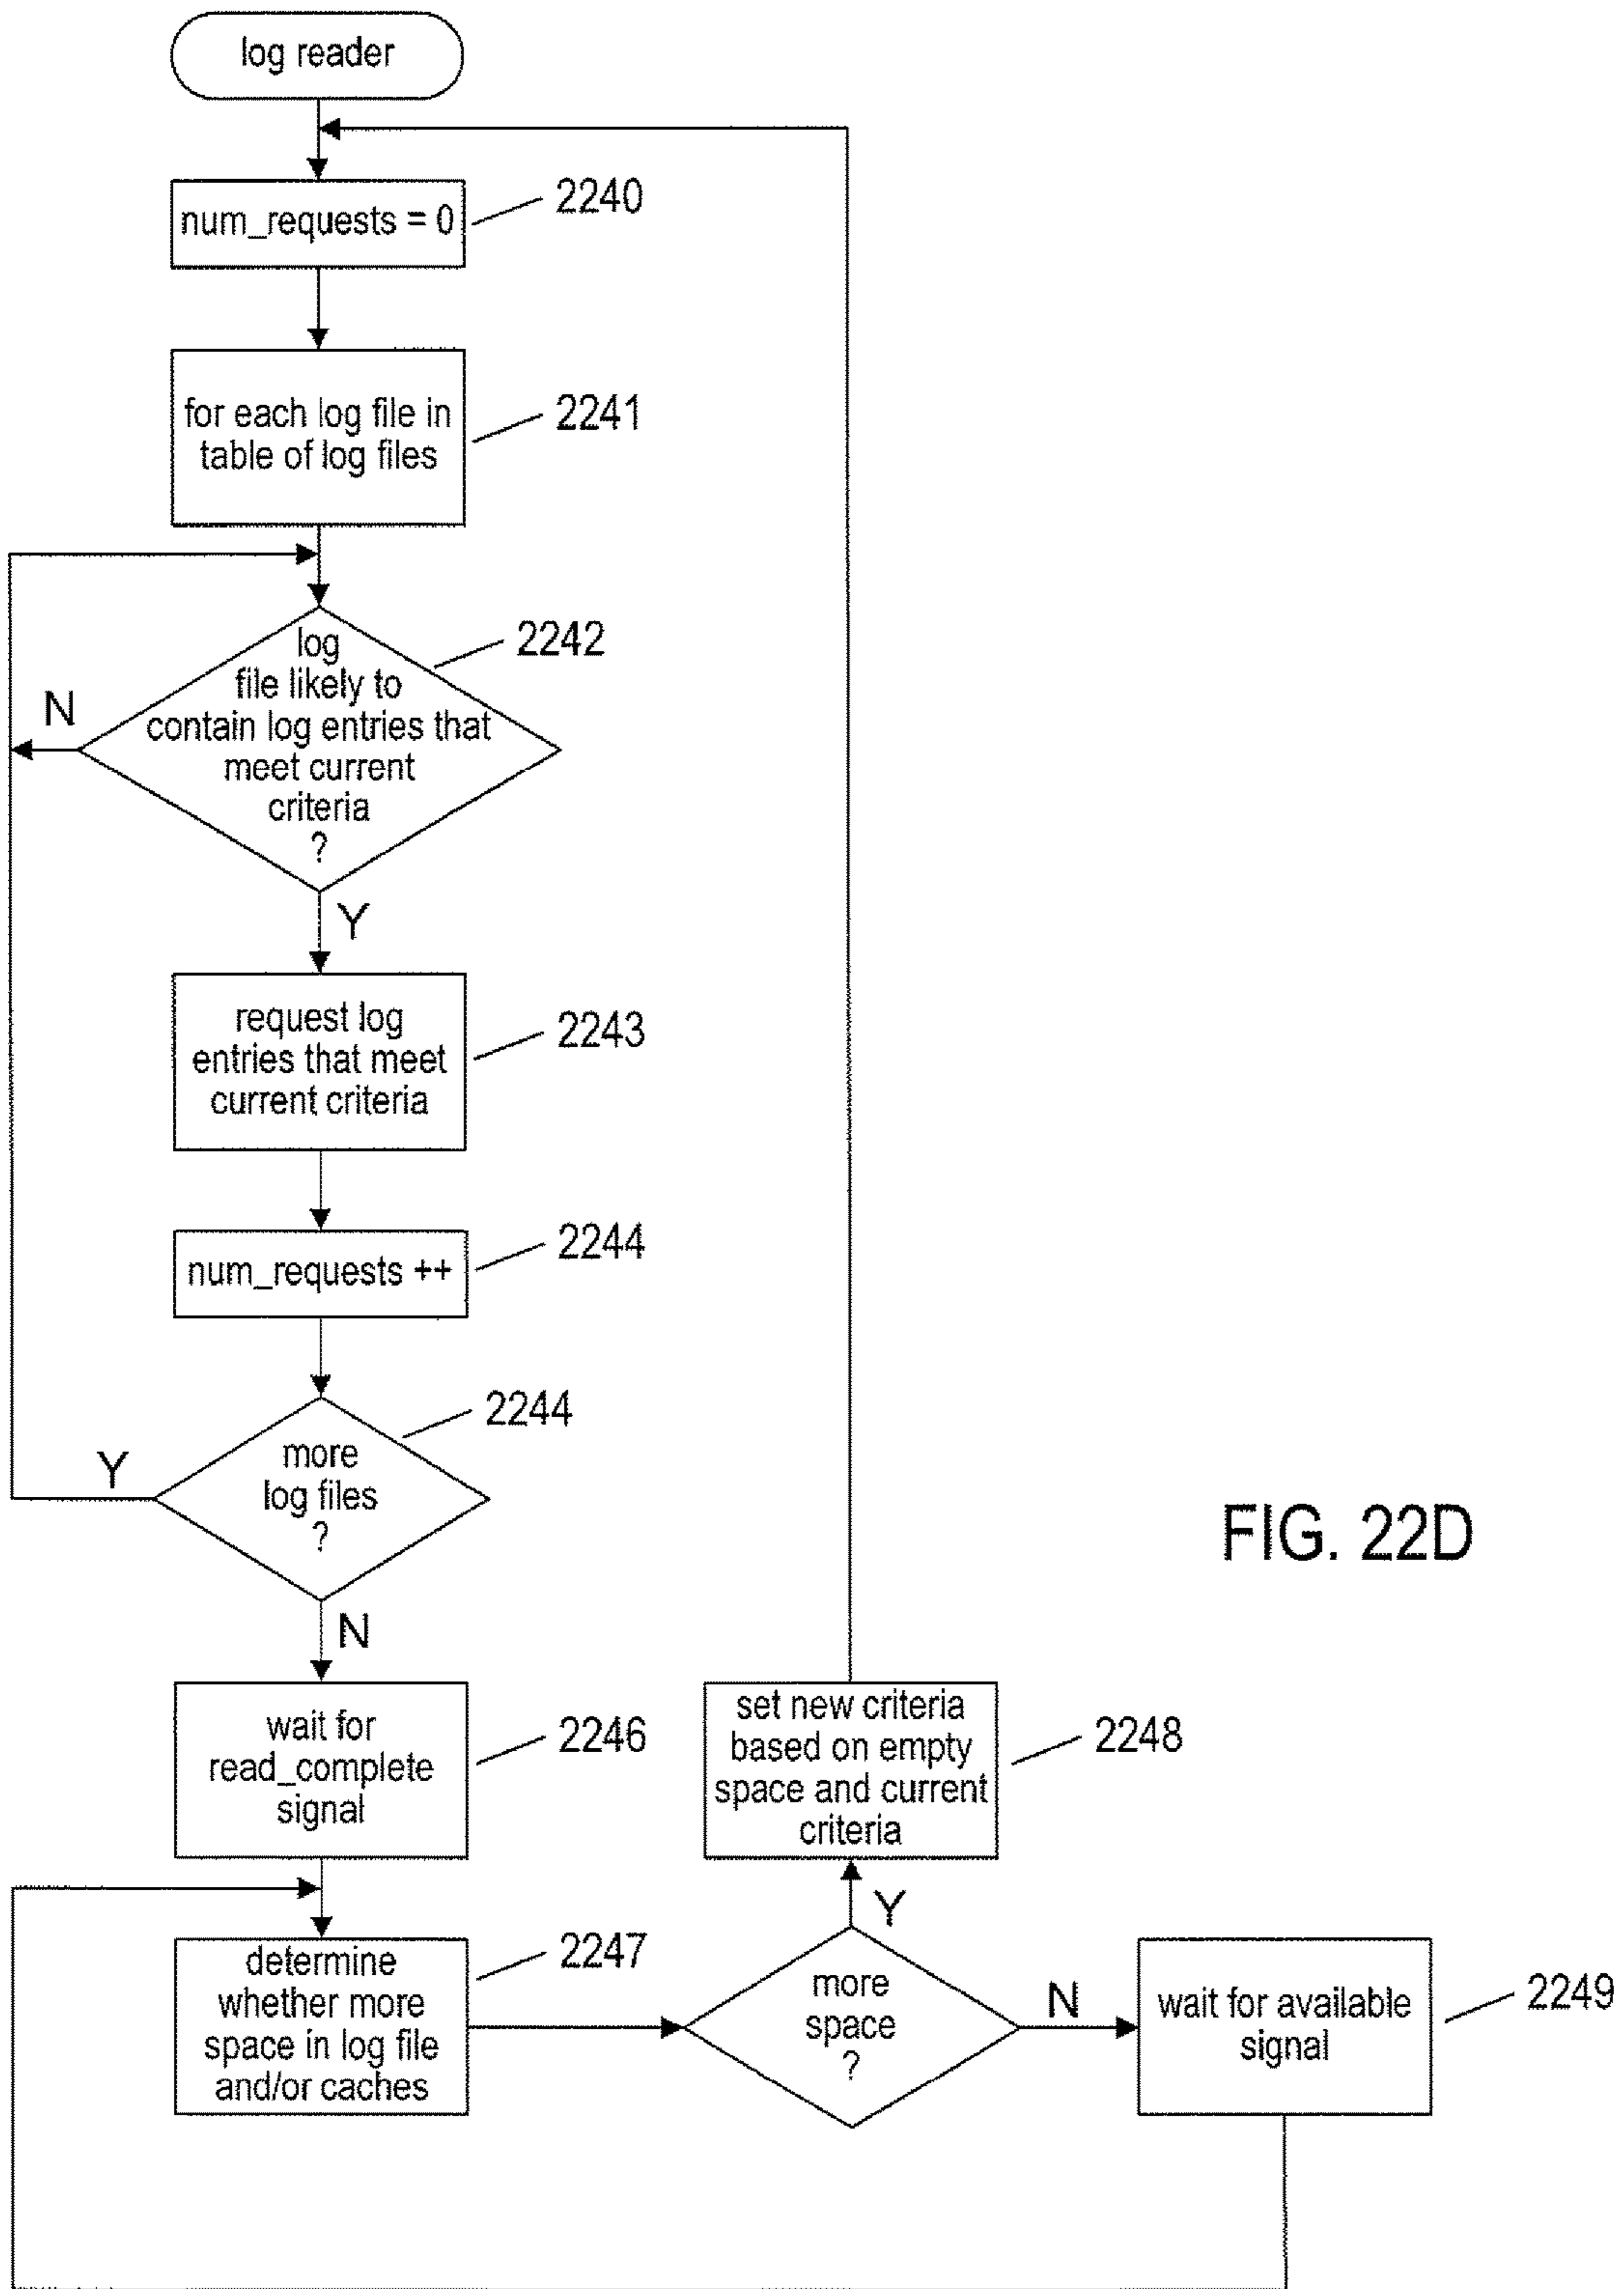 log reader
num_requests = 0
2240
for each log file in
table of log files
2241
log
file likely to
contain log entries that
meet current
criteria
?
2242
N
Y
request log
entries that meet
current criteria
2243
num_requests ++
2244
more
log files
?
2244
Y
N
wait for
read_complete
signal
2246
set new criteria
based on empty
space and current
criteria
2248
determine
whether more
space in log file
and/or caches
2247
more
space
?
Y
N
wait for available
signal
2249
FIG. 22D